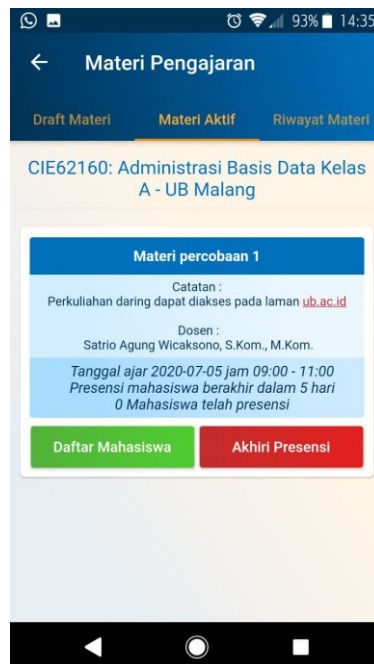 93% 14:35
Materi Pengajaran
Draft Materi Materi Aktif Riwayat Materi
CIE62160: Administrasi Basis Data Kelas
A - UB Malang
Materi percobaan 1
Catatan :
Perkuliahan daring dapat diakses pada laman ub.ac.id
Dosen :
Satrio Agung Wicaksono, S.Kom., M.Kom.
Tanggal ajar 2020-07-05 jam 09:00 - 11:00
Presensi mahasiswa berakhir dalam 5 hari
0 Mahasiswa telah presensi
Daftar Mahasiswa Akhiri Presensi